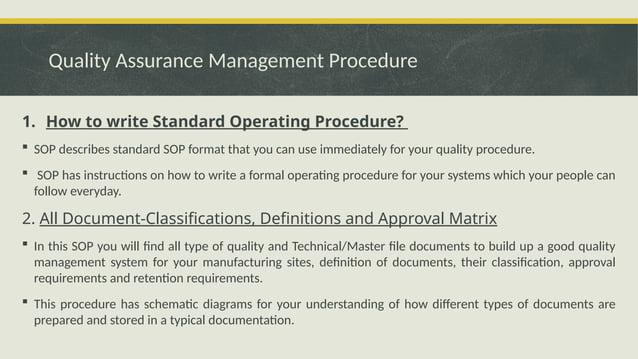 Quality Assurance Management Procedure
1. How to write Standard Operating Procedure?
▪ SOP describes standard SOP format that you can use immediately for your quality procedure.
▪ SOP has instructions on how to write a formal operating procedure for your systems which your people can
follow everyday.
2. All Document-Classifications, Definitions and Approval Matrix
▪ In this SOP you will find all type of quality and Technical/Master file documents to build up a good quality
management system for your manufacturing sites, definition of documents, their classification, approval
requirements and retention requirements.
▪ This procedure has schematic diagrams for your understanding of how different types of documents are
prepared and stored in a typical documentation.